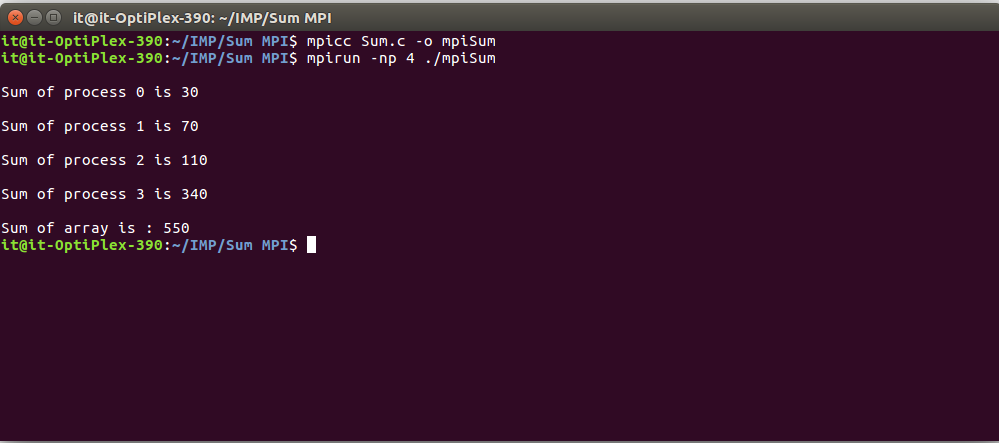 it@it-OptiPlex-390: ~/IMP/Sum MPI
it@it-OptiPlex-390:~/IMP/Sum MPI$ mpicc Sum.c -o mpiSum
it@it-OptiPlex-390:~/IMP/Sum MPI$ mpirun -np 4 ./mpiSum
Sum of process 0 is 30
Sum of process 1 is 70
Sum of process 2 is 110
Sum of process 3 is 340
Sum of array is : 550
it@it-OptiPlex-390:~/IMP/Sum MPI$